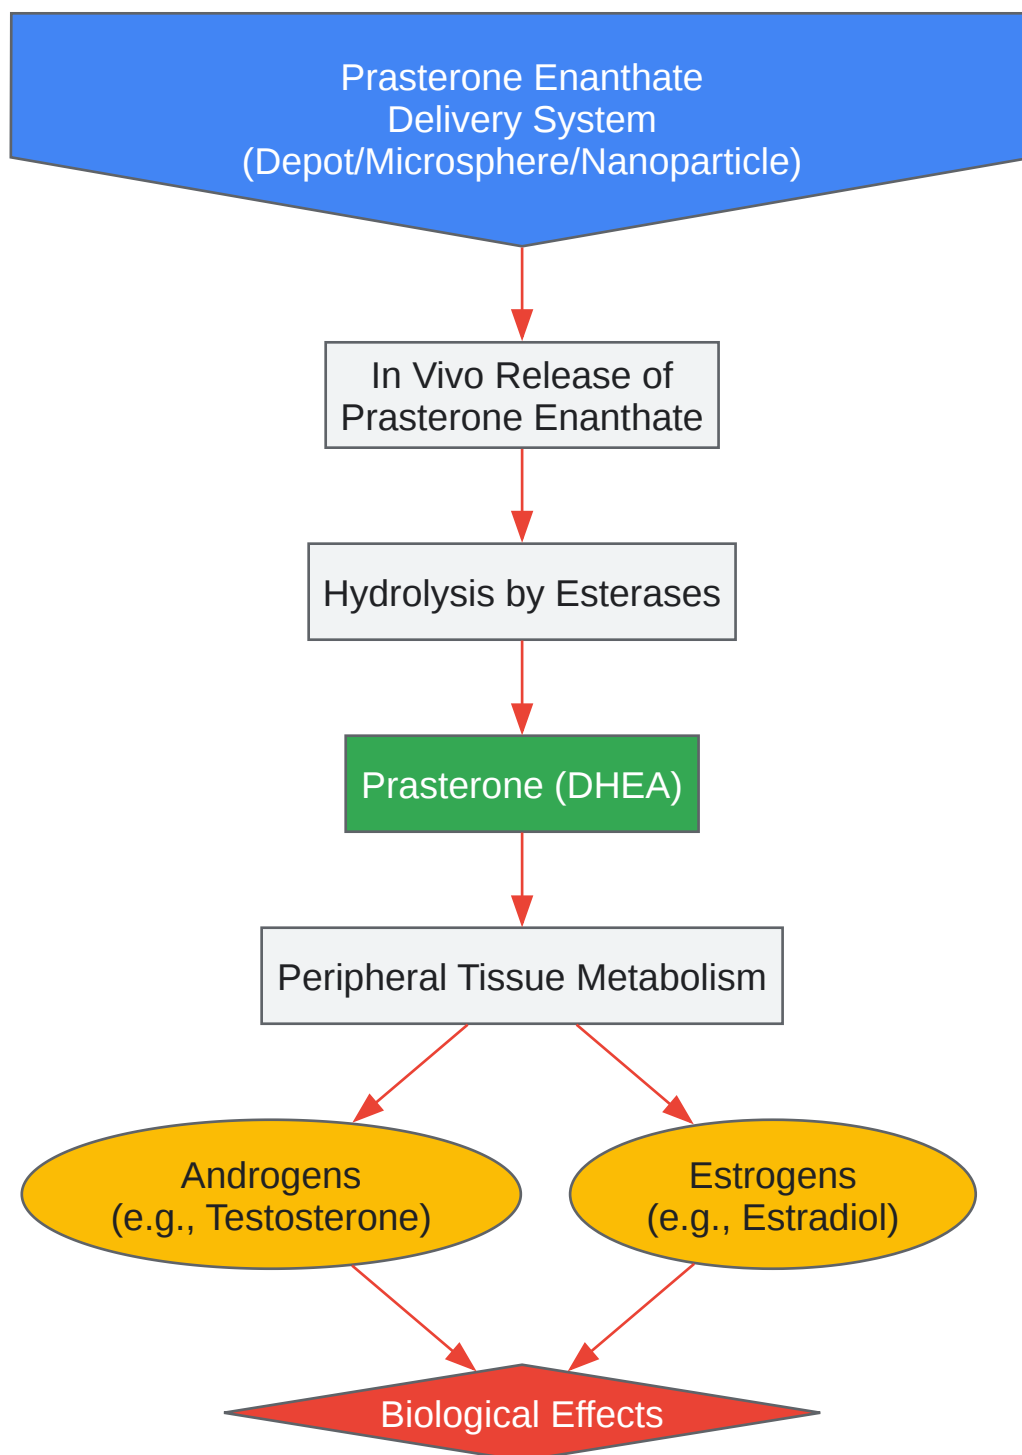 Prasterone Enanthate
Delivery System
(Depot/Microsphere/Nanoparticle)
In Vivo Release of
Prasterone Enanthate
Hydrolysis by Esterases
Prasterone (DHEA)
Peripheral Tissue Metabolism
Androgens
(e.g., Testosterone)
Estrogens
(e.g., Estradiol)
Biological Effects